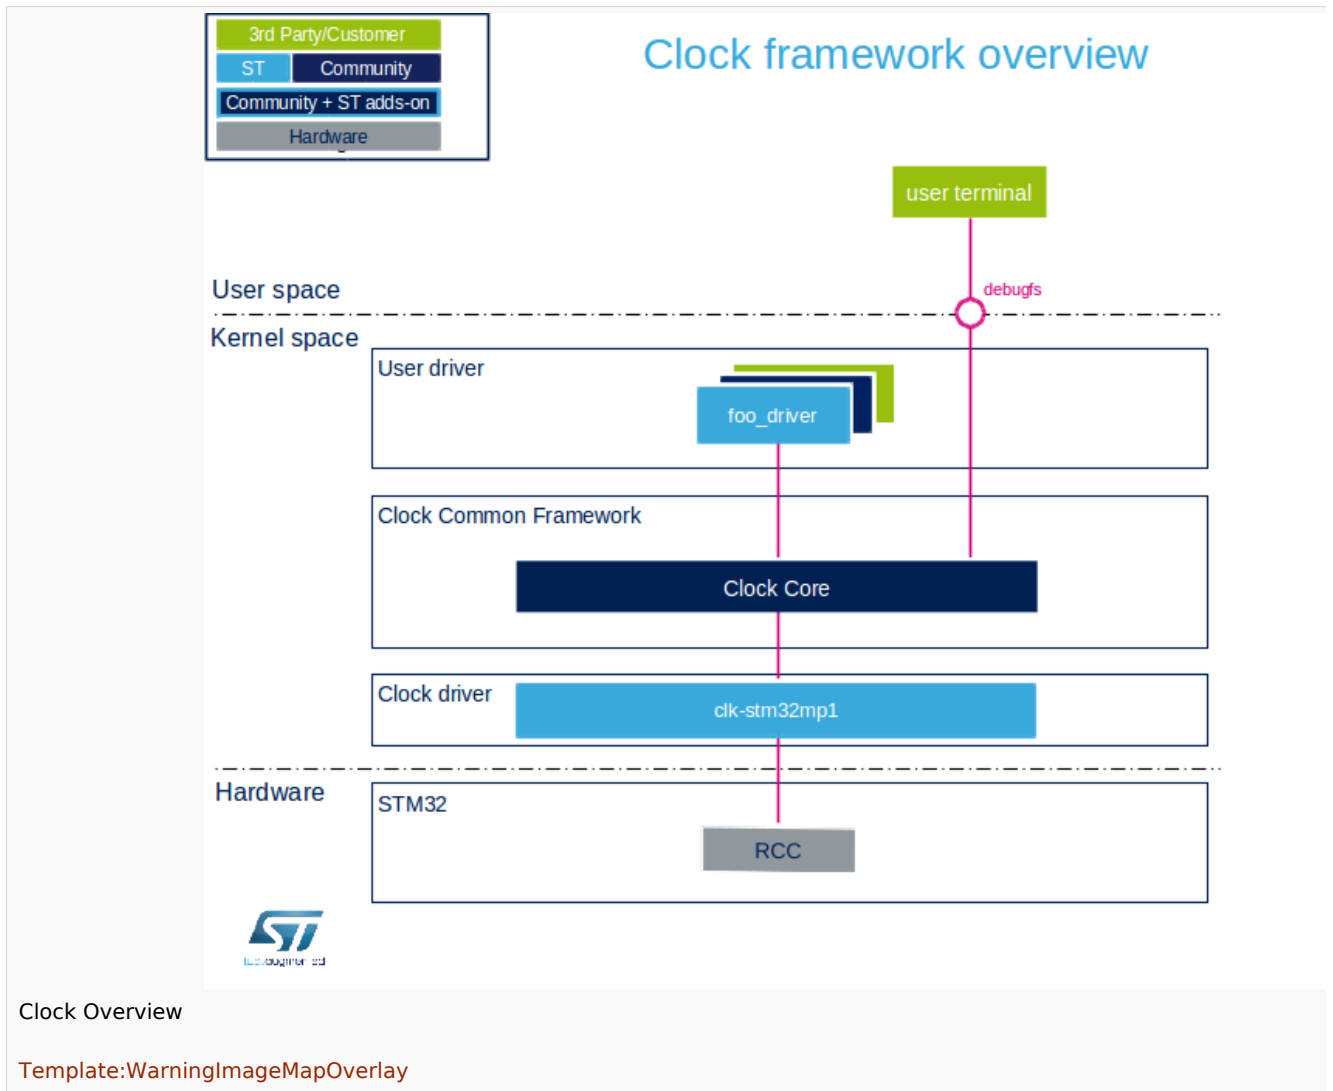 3rd Party/Customer
Clock framework overview
ST Community
Community + ST adds-on
Hardware
user terminal
User space
debugfs
Kernel space
User driver
foo_driver
Clock Common Framework
Clock Core
Clock driver
clk-stm32mp1
Hardware
STM32
RCC
ST
Clock Overview
Template:WarningImageMapOverlay